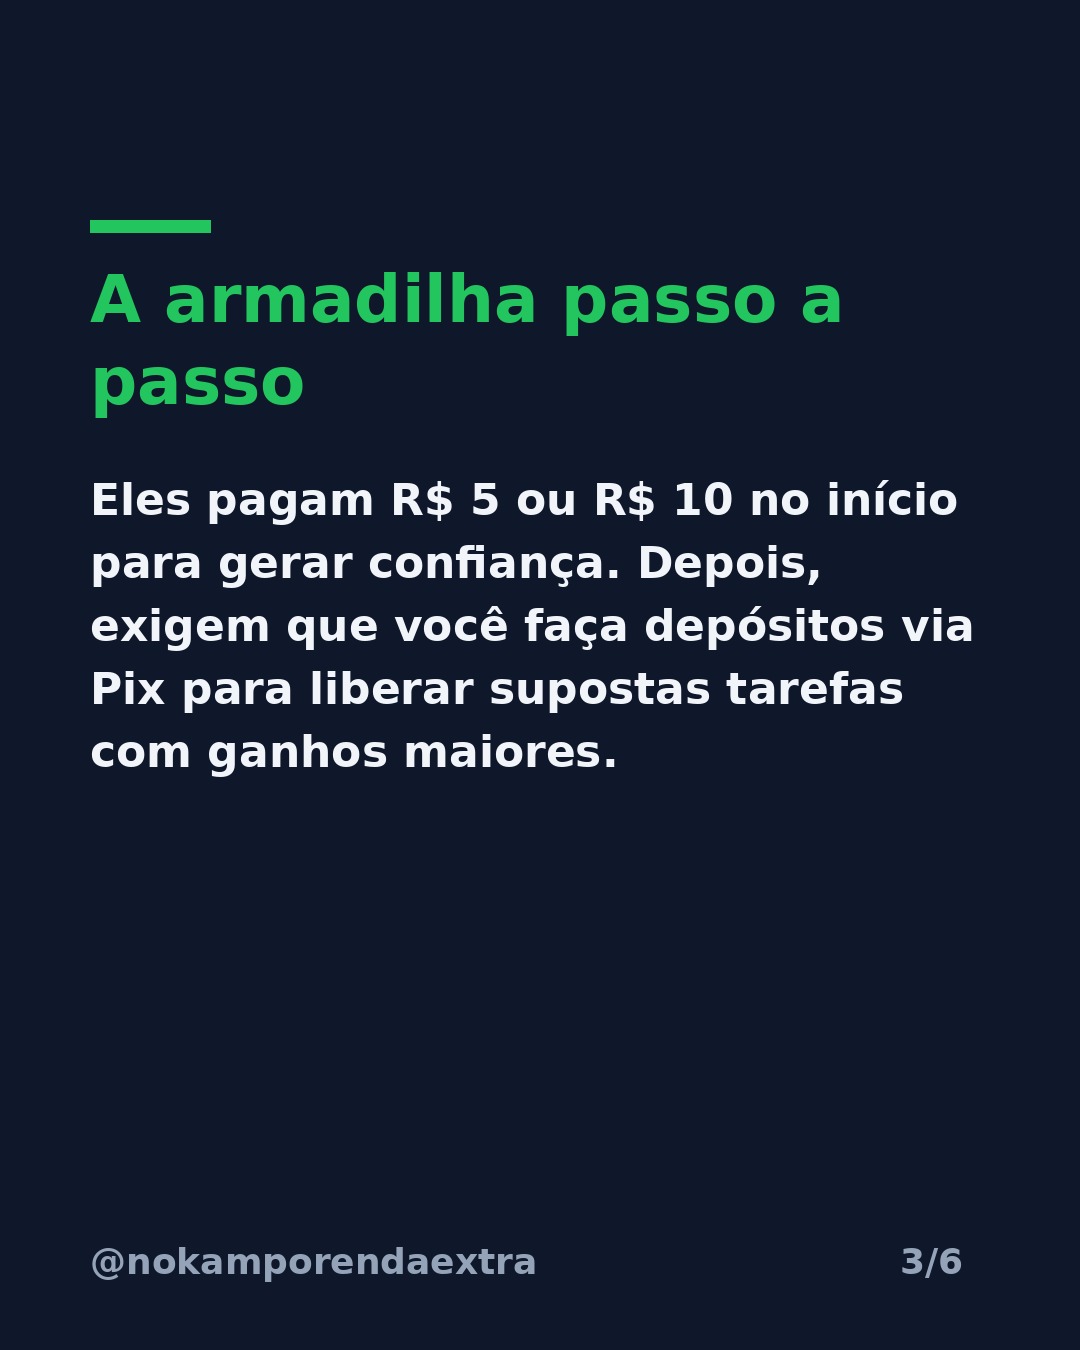 A armadilha passo a
passo
Eles pagam R$ 5 ou R$ 10 no início
para gerar confiança. Depois,
exigem que você faça depósitos via
Pix para liberar supostas tarefas
com ganhos maiores.
@nokamporendaextra
3/6